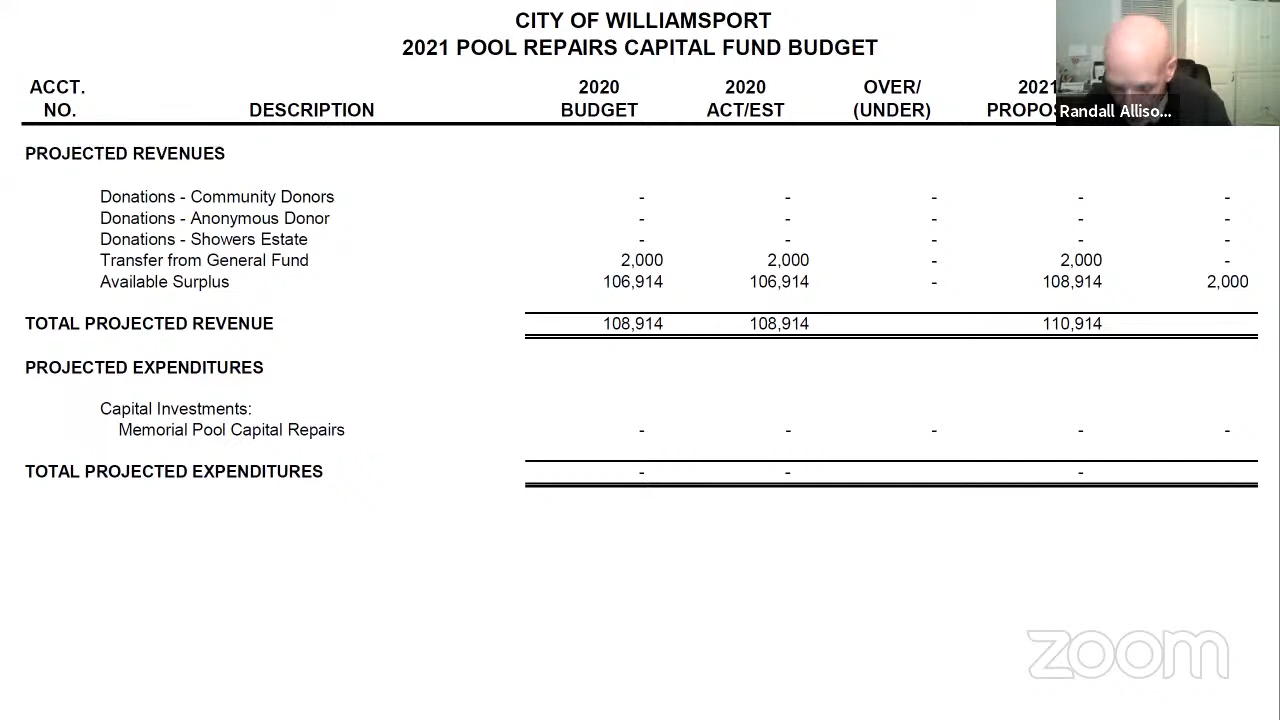 CITY OF WILLIAMSPORT
2021 POOL REPAIRS CAPITAL FUND BUDGET
ACCT. 2020 2020 OVER/ 2021
NO. DESCRIPTION BUDGET ACT/EST (UNDER) PROPOS
Randall Alliso...
PROJECTED REVENUES
Donations - Community Donors - - - - -
Donations - Anonymous Donor - - - - -
Donations - Showers Estate - - - - -
Transfer from General Fund 2,000 2,000 - 2,000 -
Available Surplus 106,914 106,914 - 108,914 2,000
TOTAL PROJECTED REVENUE 108,914 108,914 110,914
PROJECTED EXPENDITURES
Capital Investments:
Memorial Pool Capital Repairs - - - - -
TOTAL PROJECTED EXPENDITURES - - -
zoom